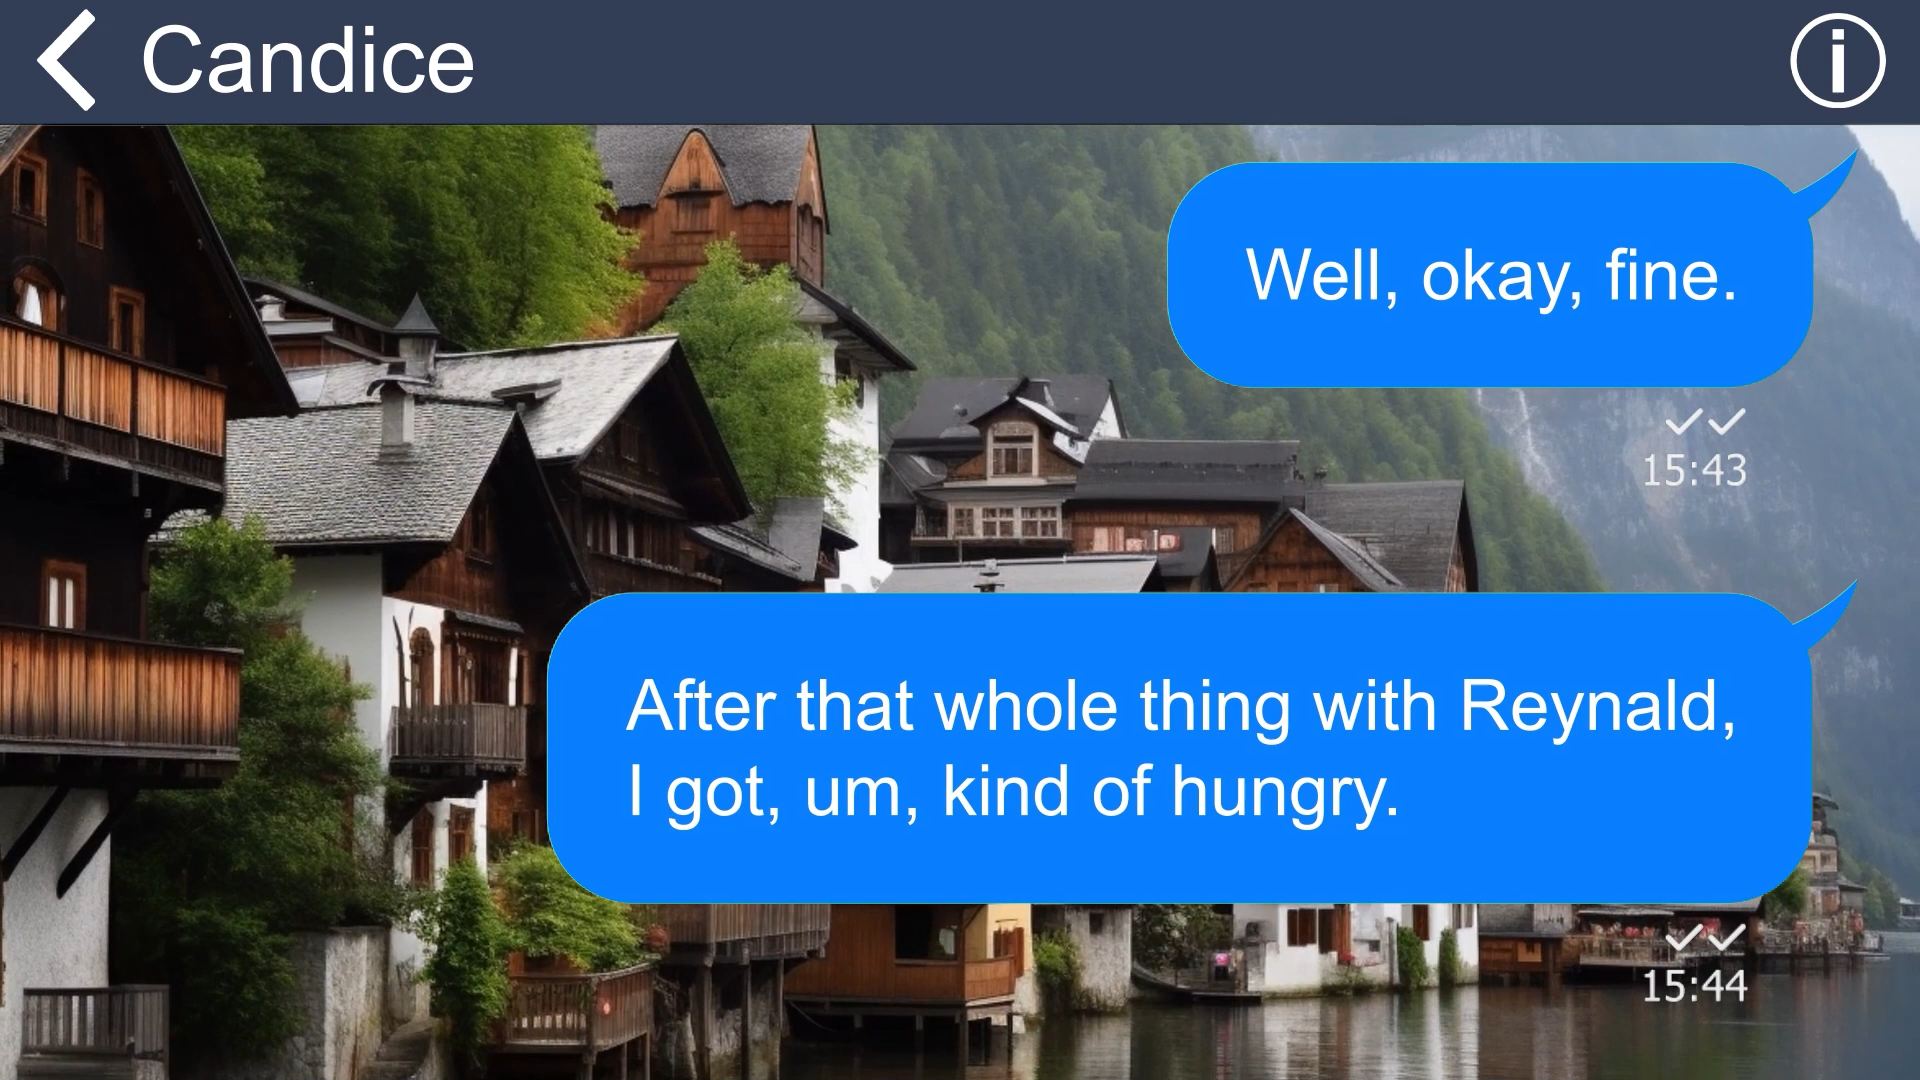 Candice
Well, okay, fine.
15:43
After that whole thing with Reynald,
I got, um, kind of hungry.
15:44